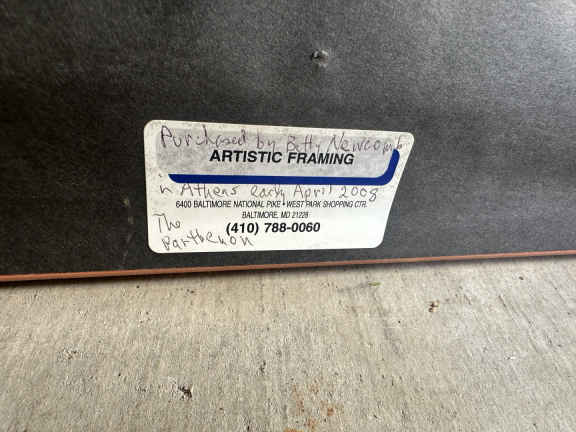 Purchased by Betty Newcomb
ARTISTIC FRAMING
in Athens early April 2008
6400 BALTIMORE NATIONAL PIKE • WEST PARK SHOPPING CTR.
BALTIMORE, MD 21228
(410) 788-0060
The
Parthenon